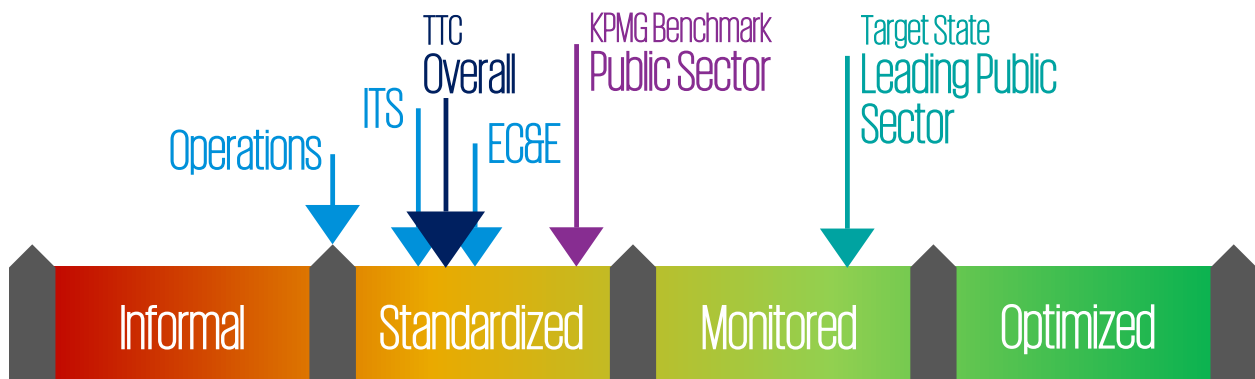 TTC
Overall
KPMG Benchmark
Public Sector
Target State
Leading Public
Sector
ITS
Operations
EC&E
Informal
Standardized
Monitored
Optimized